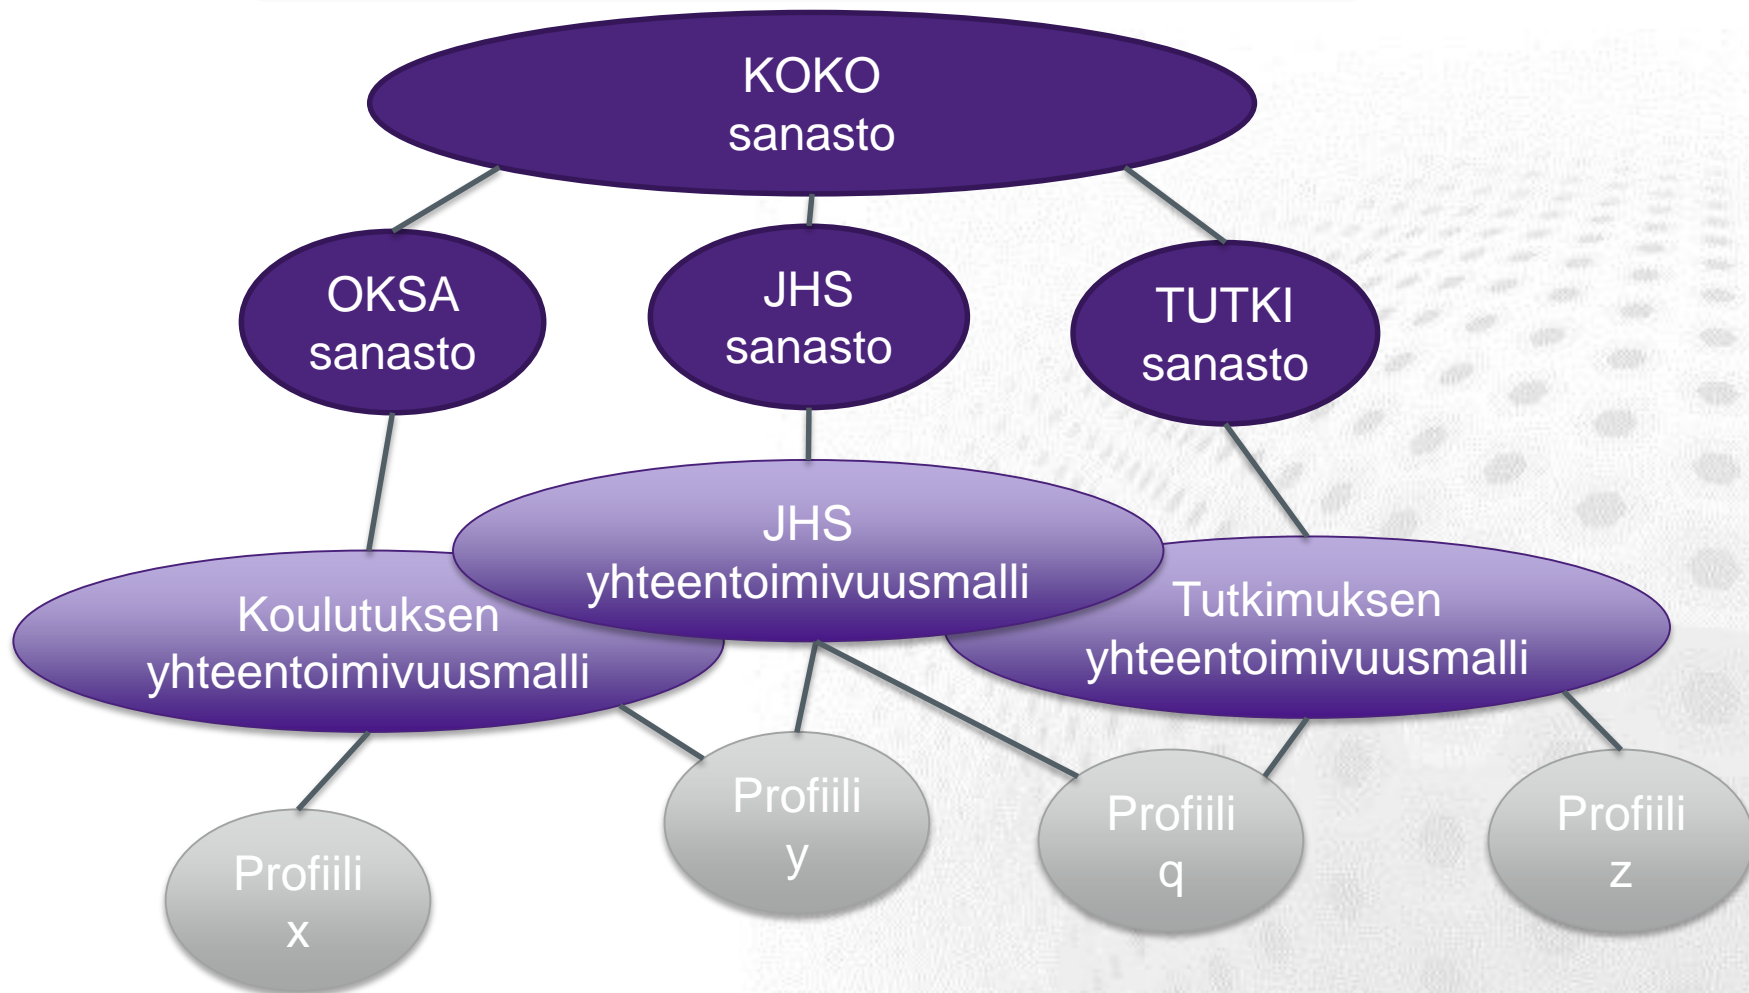 KOKO
sanasto
OKSA
sanasto
JHS
sanasto
TUTKI
sanasto
JHS
yhteentoimivuusmalli
Koulutuksen
yhteentoimivuusmalli
Tutkimuksen
yhteentoimivuusmalli
Profiili
x
Profiili
y
Profiili
q
Profiili
z